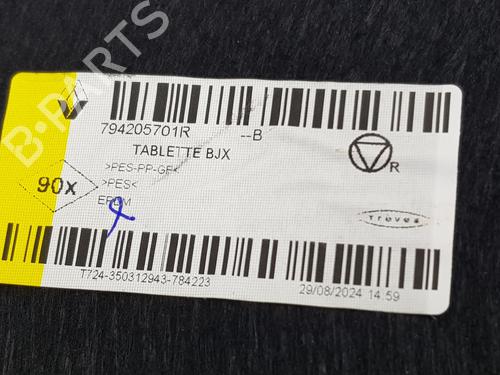 794205701R --B
TABLETTE BJX
>PES-PP-GF<
>PES<
EPDM
90x
R
Treves
T724-350312943-784223
29/08/2024 14:59
B-PARTS